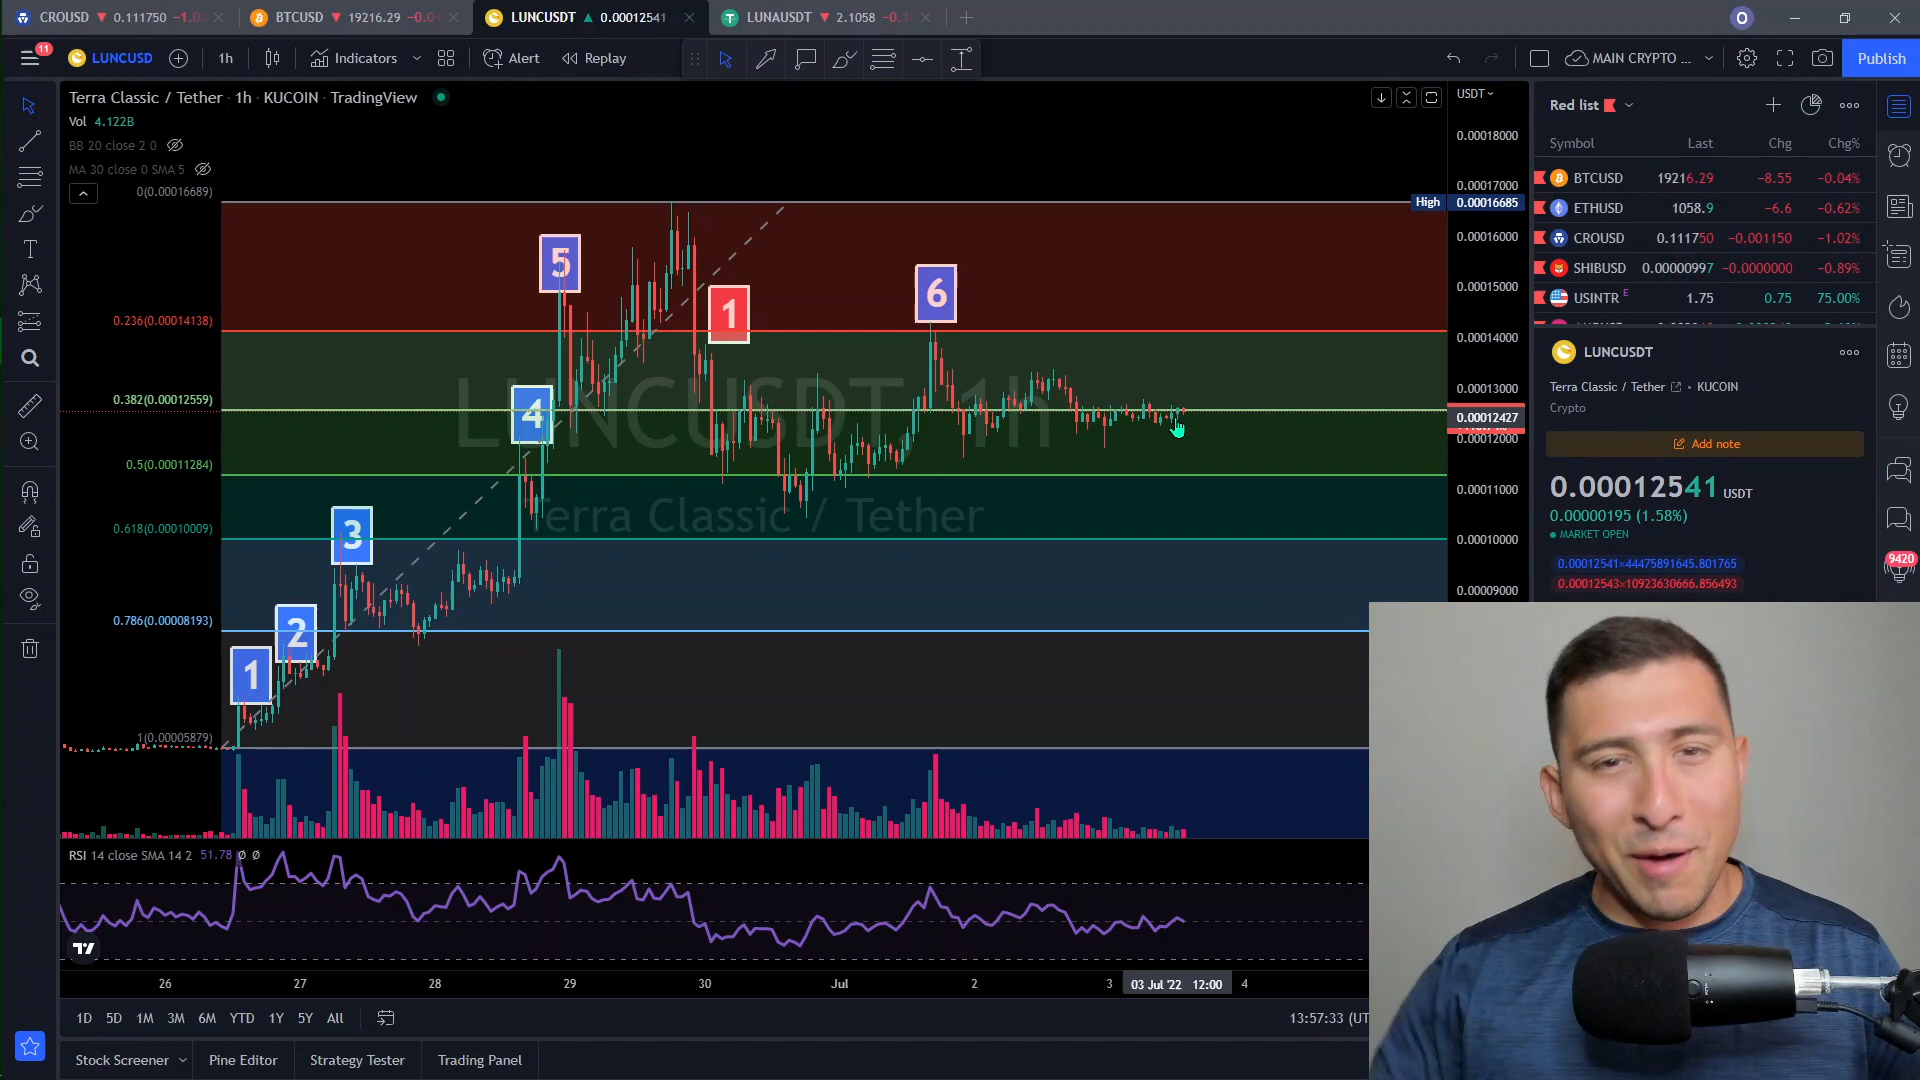 CROUSD ▼ 0.111750 −1.0
BTCUSD ▼ 19216.29 −0.0
LUNCUSDT ▲ 0.00012541
LUNAUSDT ▼ 2.1058 −0.1
O
11
LUNCUSD
1h
Indicators
Alert
Replay
MAIN CRYPTO ...
Publish
Terra Classic / Tether · 1h · KUCOIN · TradingView
Vol 4.122B
BB 20 close 2 0
MA 30 close 0 SMA 5
USDT
0.00018000
0.00017000
High 0.00016685
0.00016000
0.00015000
0.00014000
0.00013000
0.00012427
0.00012000
0.00011000
0.00010000
0.00009000
0(0.00016689)
0.236(0.00014138)
0.382(0.00012559)
0.5(0.00011284)
0.618(0.00010009)
0.786(0.00008193)
1(0.00005879)
5
1
6
4
3
2
1
LUNCUSDT, 1h
Terra Classic / Tether
RSI 14 close SMA 14 2 51.78 Ø Ø
26
27
28
29
30
Jul
2
3
03 Jul '22 12:00
4
1D 5D 1M 3M 6M YTD 1Y 5Y All
13:57:33 (UT
Stock Screener
Pine Editor
Strategy Tester
Trading Panel
Red list
Symbol Last Chg Chg%
BTCUSD 19216.29 −8.55 −0.04%
ETHUSD 1058.9 −6.6 −0.62%
CROUSD 0.111750 −0.001150 −1.02%
SHIBUSD 0.00000997 −0.0000000 −0.89%
USINTR E 1.75 0.75 75.00%
LUNCUSDT
Terra Classic / Tether • KUCOIN
Crypto
Add note
0.00012541 USDT
0.00000195 (1.58%)
MARKET OPEN
0.00012541×44475891645.801765
0.00012543×10923630666.856493
9420